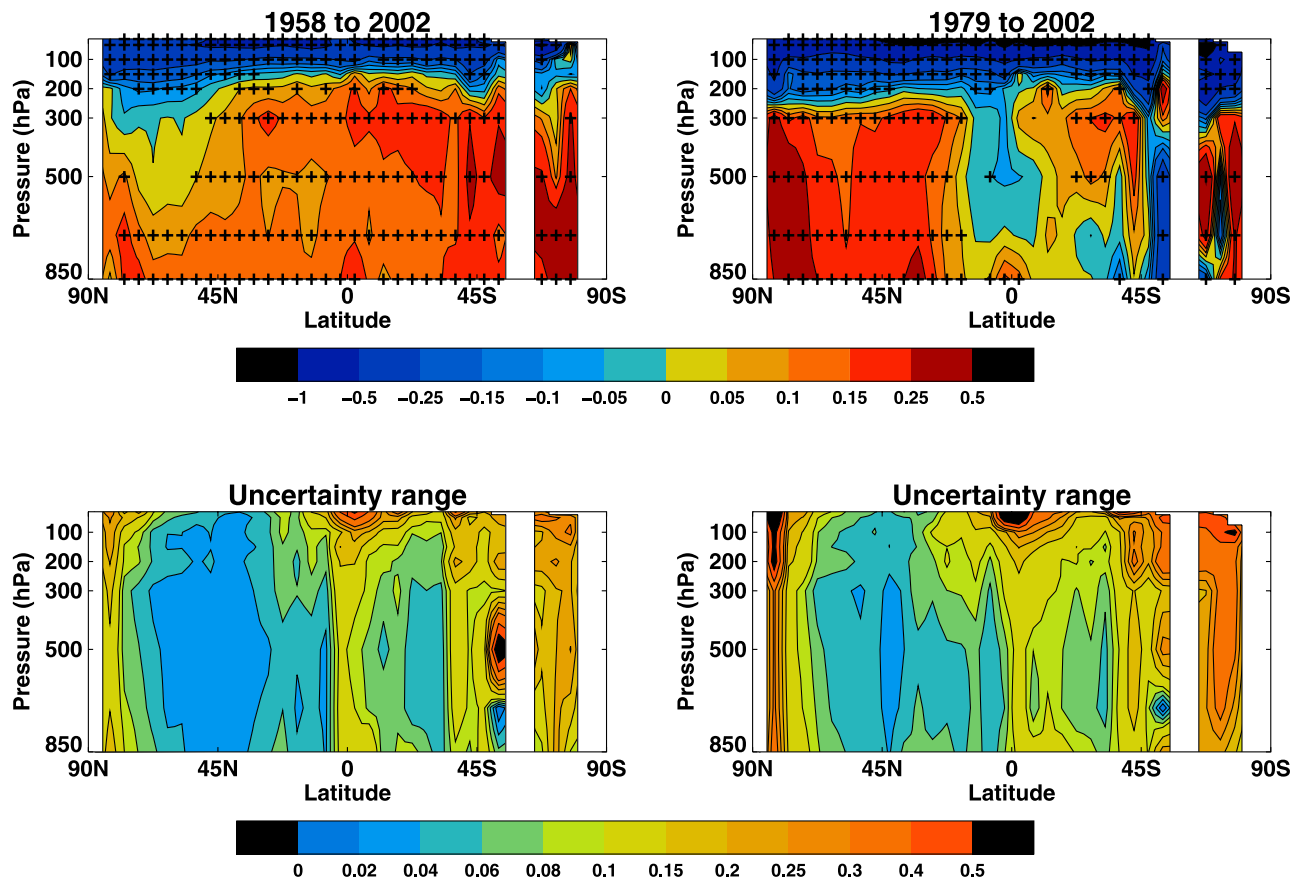 1958 to 2002
1979 to 2002
Pressure (hPa)
100
200
300
500
850
90N 45N 0 45S 90S
Latitude
Pressure (hPa)
100
200
300
500
850
90N 45N 0 45S 90S
Latitude
−1 −0.5 −0.25 −0.15 −0.1 −0.05 0 0.05 0.1 0.15 0.25 0.5
Uncertainty range
Uncertainty range
Pressure (hPa)
100
200
300
500
850
90N 45N 0 45S 90S
Latitude
Pressure (hPa)
100
200
300
500
850
90N 45N 0 45S 90S
Latitude
0 0.02 0.04 0.06 0.08 0.1 0.15 0.2 0.25 0.3 0.4 0.5